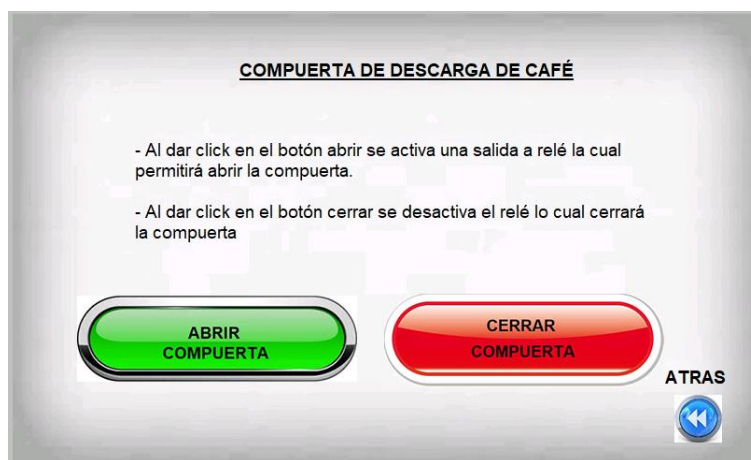 COMPUERTA DE DESCARGA DE CAFÉ
- Al dar click en el botón abrir se activa una salida a relé la cual
permitirá abrir la compuerta.
- Al dar click en el botón cerrar se desactiva el relé lo cual cerrará
la compuerta
ABRIR
COMPUERTA
CERRAR
COMPUERTA
ATRAS